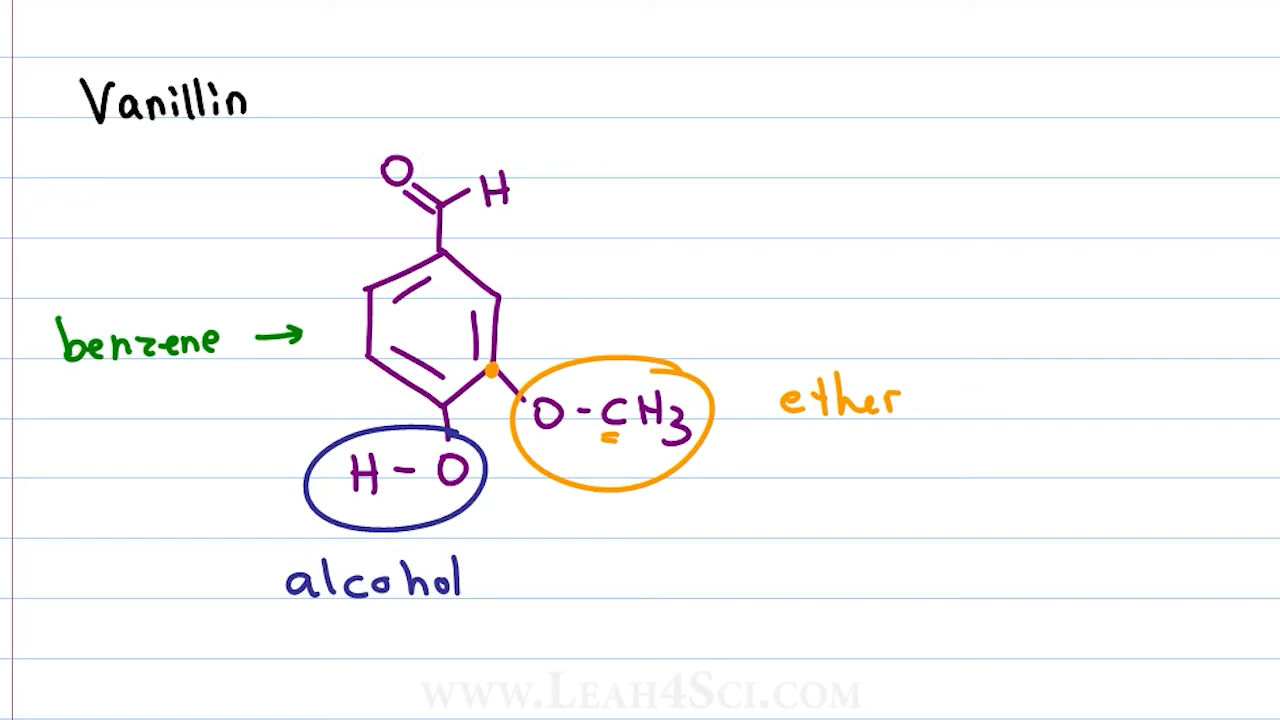 Vanillin
O
H
benzene →
O-CH3
ether
H-O
alcohol
www.Leah4Sci.com